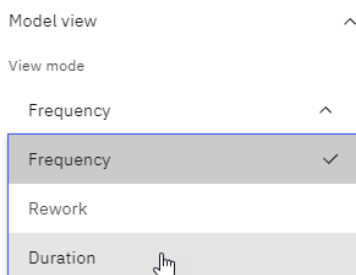 Model view
View mode
Frequency
Frequency
Rework
Duration